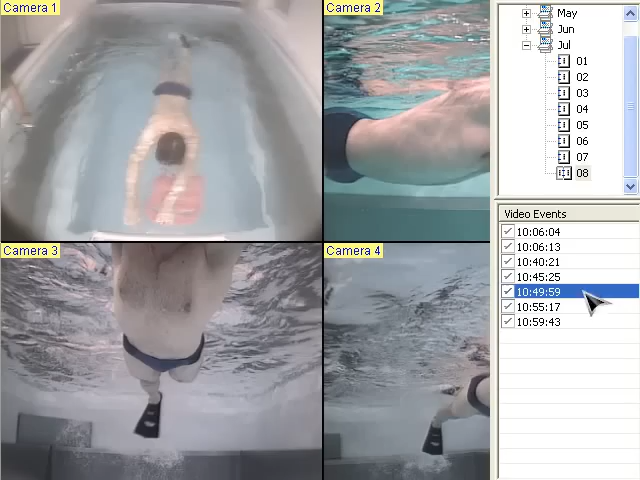 Camera 1
Camera 2
May
Jun
Jul
01
02
03
04
05
06
07
08
Video Events
10:06:04
10:06:13
10:40:21
10:45:25
10:49:59
10:55:17
10:59:43
Camera 3
Camera 4